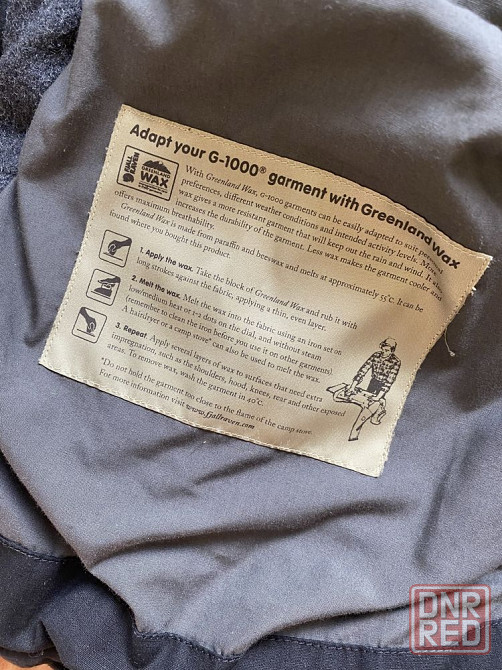 Adapt your G-1000® garment with Greenland Wax
FJÄLL
RÄVEN
GREENLAND
WAX
With Greenland Wax, G-1000 garments can be easily adapted to suit personal
preferences, different weather conditions and intended activity levels. More
wax gives a more resistant garment that will keep out the rain and wind. It also
increases the durability of the garment. Less wax makes the garment cooler and
offers maximum breathability.
Greenland Wax is made from paraffin and beeswax and melts at approximately 55°C. It can be
found where you bought this product.
1. Apply the wax. Take the block of Greenland Wax and rub it with
long strokes against the fabric, applying a thin, even layer.
2. Melt the wax. Melt the wax into the fabric using an iron set on
low/medium heat or 1-2 dots on the dial, and without steam
(remember to clean the iron before you use it on other garments).
A hairdryer or a camp stove* can also be used to melt the wax.
3. Repeat. Apply several layers of wax to surfaces that need extra
impregnation, such as the shoulders, hood, knees, rear and other exposed
areas. To remove wax, wash the garment in 40°C.
*Do not hold the garment too close to the flame of the camp stove.
For more information visit www.fjallraven.com
DNR
RED